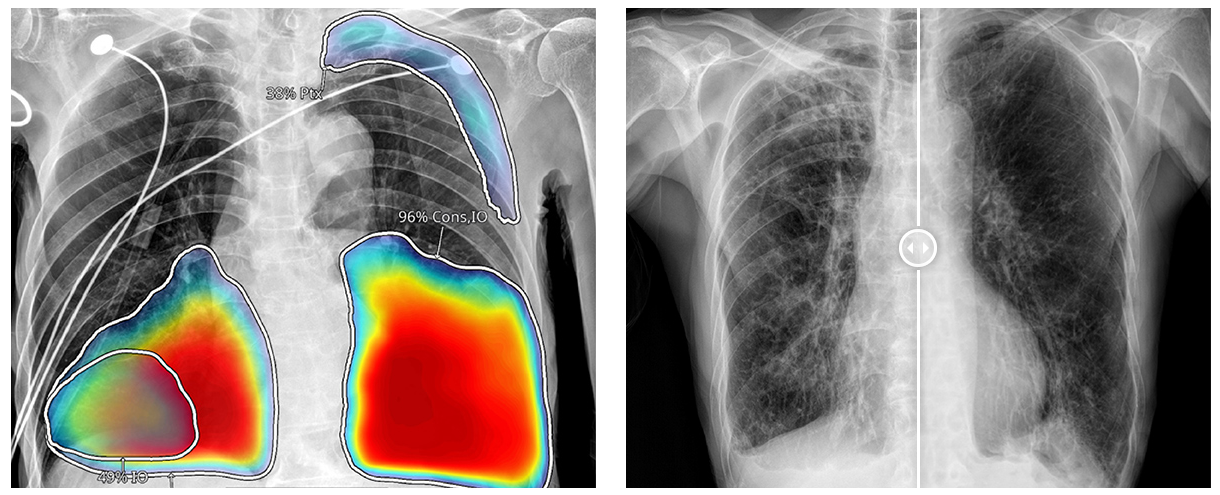 38% Ptx
96% Cons,IO
49% IO